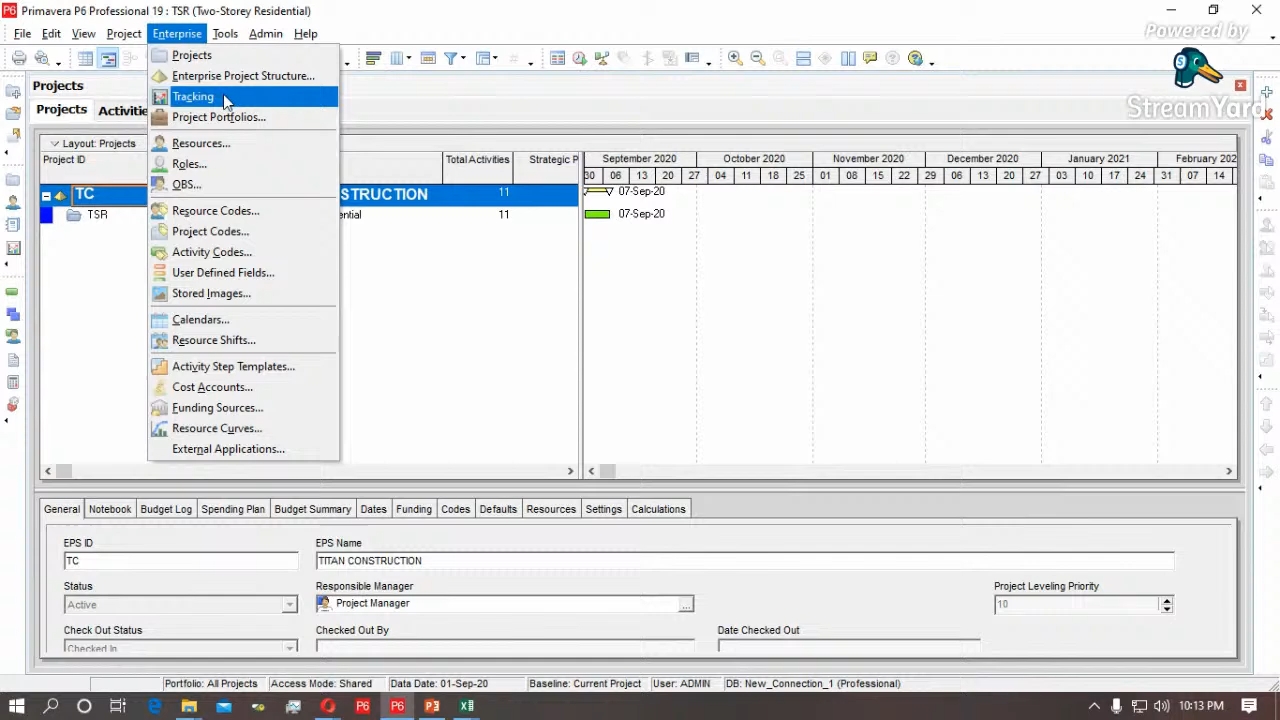 Primavera P6 Professional 19 : TSR (Two-Storey Residential)
File Edit View Project Enterprise Tools Admin Help
Powered by
StreamYard
Projects
Projects Activities
Projects
Enterprise Project Structure...
Tracking
Project Portfolios...
Resources...
Roles...
OBS...
Resource Codes...
Project Codes...
Activity Codes...
User Defined Fields...
Stored Images...
Calendars...
Resource Shifts...
Activity Step Templates...
Cost Accounts...
Funding Sources...
Resource Curves...
External Applications...
Layout: Projects
Project ID Total Activities Strategic P
September 2020 October 2020 November 2020 December 2020 January 2021 February 202
30 06 13 20 27 04 11 18 25 01 08 15 22 29 06 13 20 27 03 10 17 24 31 07 14
TC STRUCTION 11 07-Sep-20
TSR ential 11 07-Sep-20
General Notebook Budget Log Spending Plan Budget Summary Dates Funding Codes Defaults Resources Settings Calculations
EPS ID EPS Name
TC TITAN CONSTRUCTION
Status Responsible Manager Project Leveling Priority
Active Project Manager ... 10
Check Out Status Checked Out By Date Checked Out
Checked In
Portfolio: All Projects Access Mode: Shared Data Date: 01-Sep-20 Baseline: Current Project User: ADMIN DB: New_Connection_1 (Professional)
10:13 PM